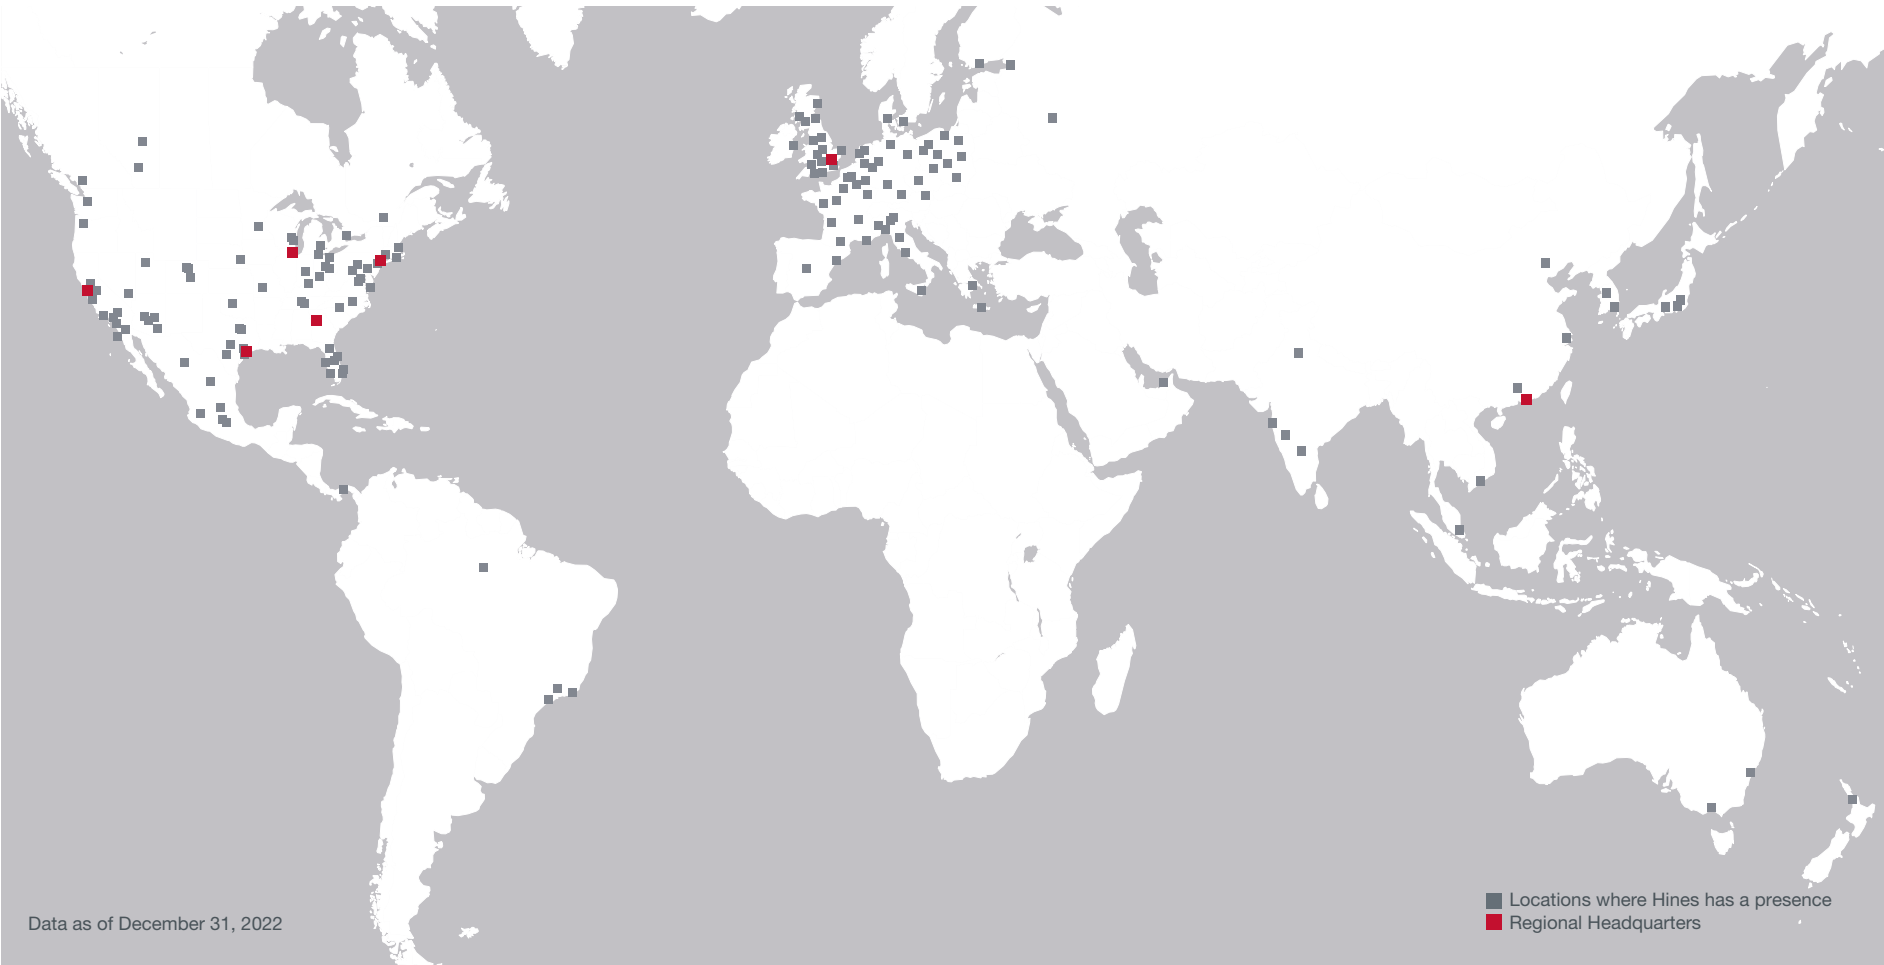 Locations where Hines has a presence
Regional Headquarters
Data as of December 31, 2022